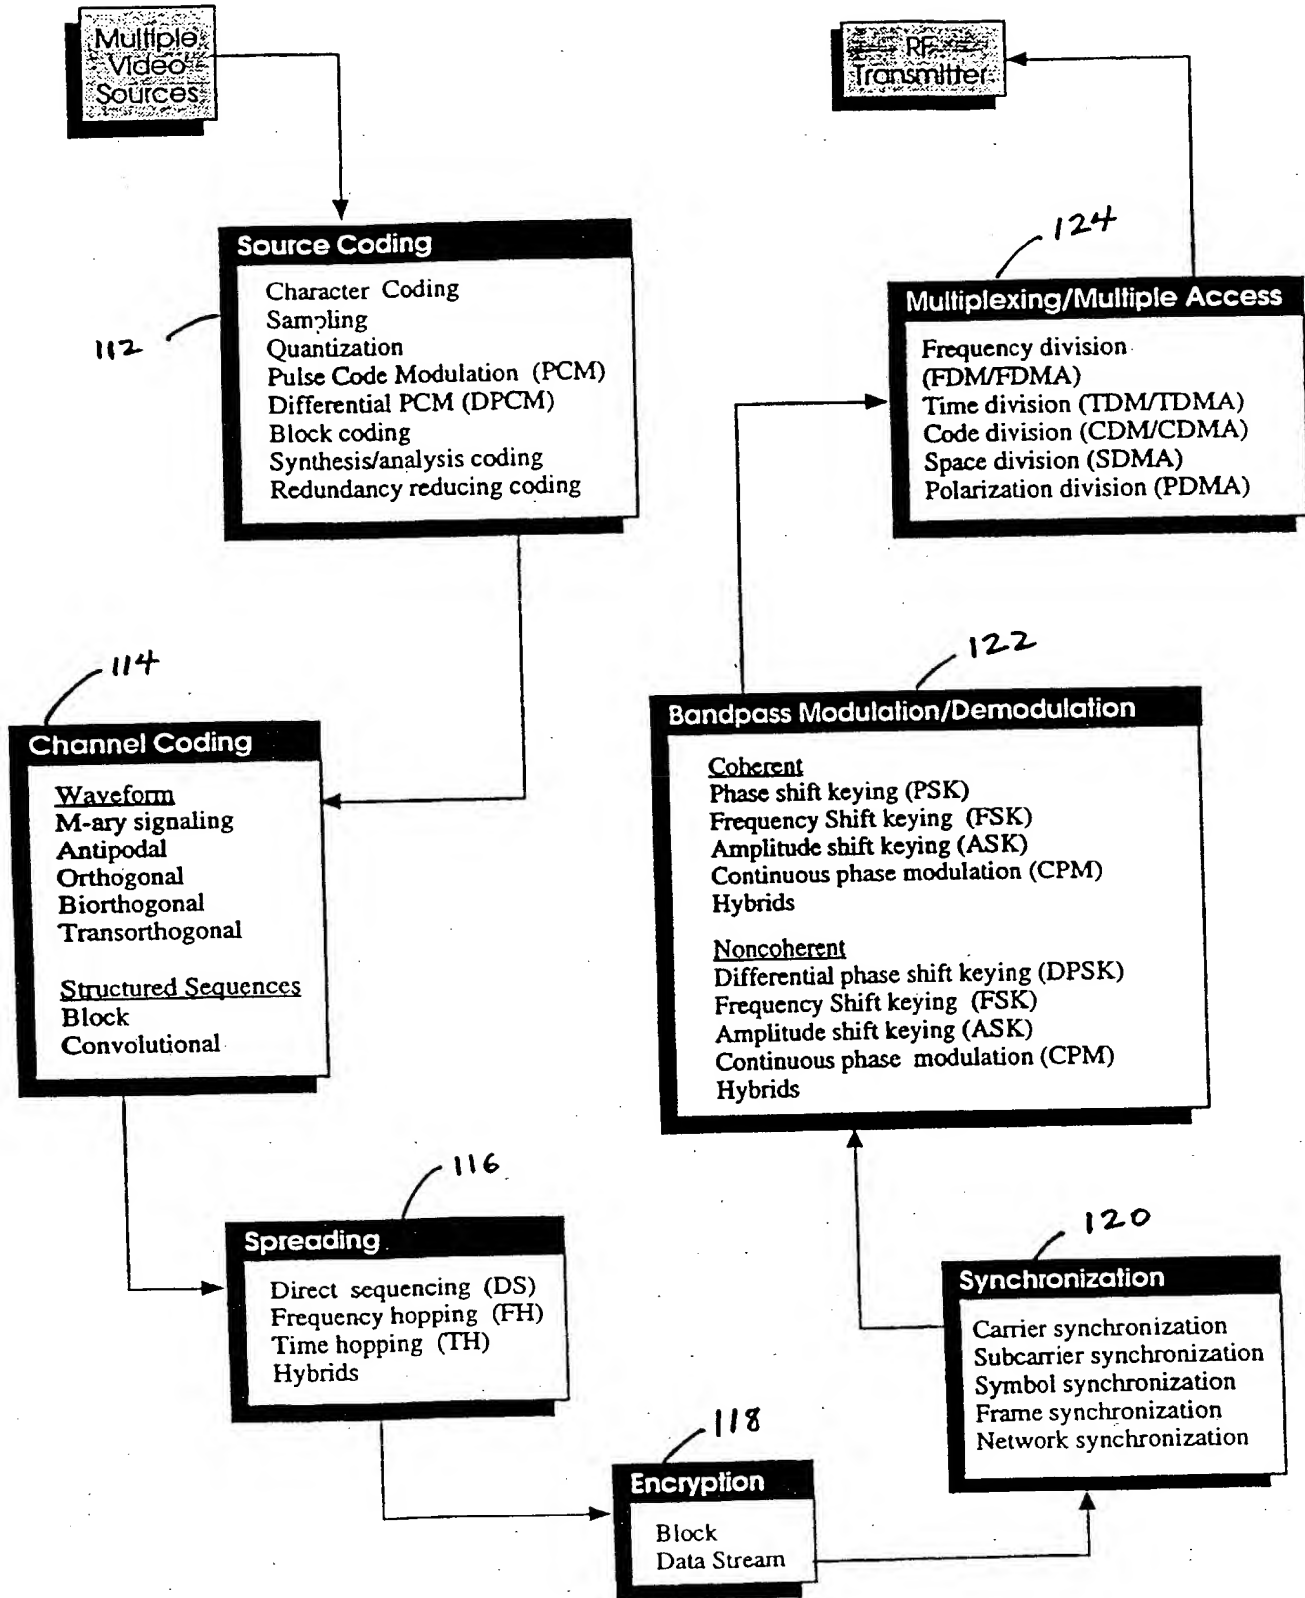 Multiple
Video
Sources
RF
Transmitter
112
Source Coding
Character Coding
Sampling
Quantization
Pulse Code Modulation (PCM)
Differential PCM (DPCM)
Block coding
Synthesis/analysis coding
Redundancy reducing coding
114
Channel Coding
Waveform
M-ary signaling
Antipodal
Orthogonal
Biorthogonal
Transorthogonal
Structured Sequences
Block
Convolutional
116
Spreading
Direct sequencing (DS)
Frequency hopping (FH)
Time hopping (TH)
Hybrids
118
Encryption
Block
Data Stream
120
Synchronization
Carrier synchronization
Subcarrier synchronization
Symbol synchronization
Frame synchronization
Network synchronization
122
Bandpass Modulation/Demodulation
Coherent
Phase shift keying (PSK)
Frequency Shift keying (FSK)
Amplitude shift keying (ASK)
Continuous phase modulation (CPM)
Hybrids
Noncoherent
Differential phase shift keying (DPSK)
Frequency Shift keying (FSK)
Amplitude shift keying (ASK)
Continuous phase modulation (CPM)
Hybrids
124
Multiplexing/Multiple Access
Frequency division
(FDM/FDMA)
Time division (TDM/TDMA)
Code division (CDM/CDMA)
Space division (SDMA)
Polarization division (PDMA)